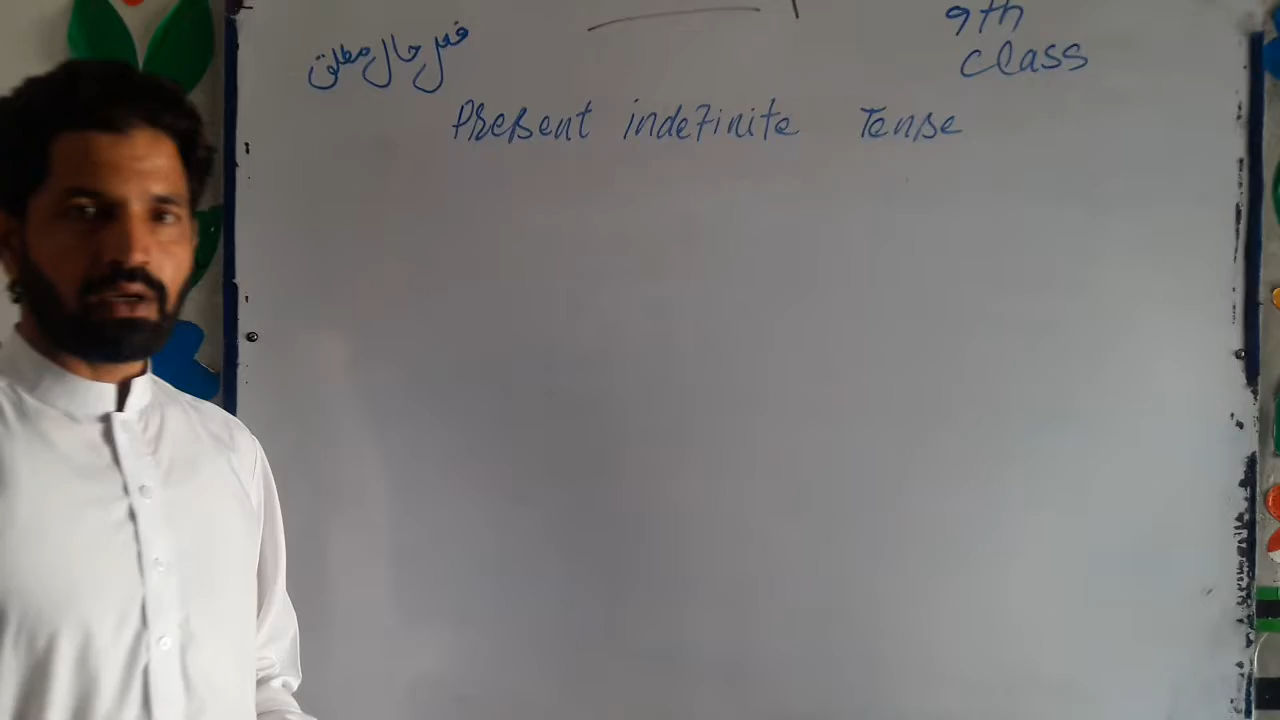 9th
class
فعل حال مطلق
Present indefinite Tense